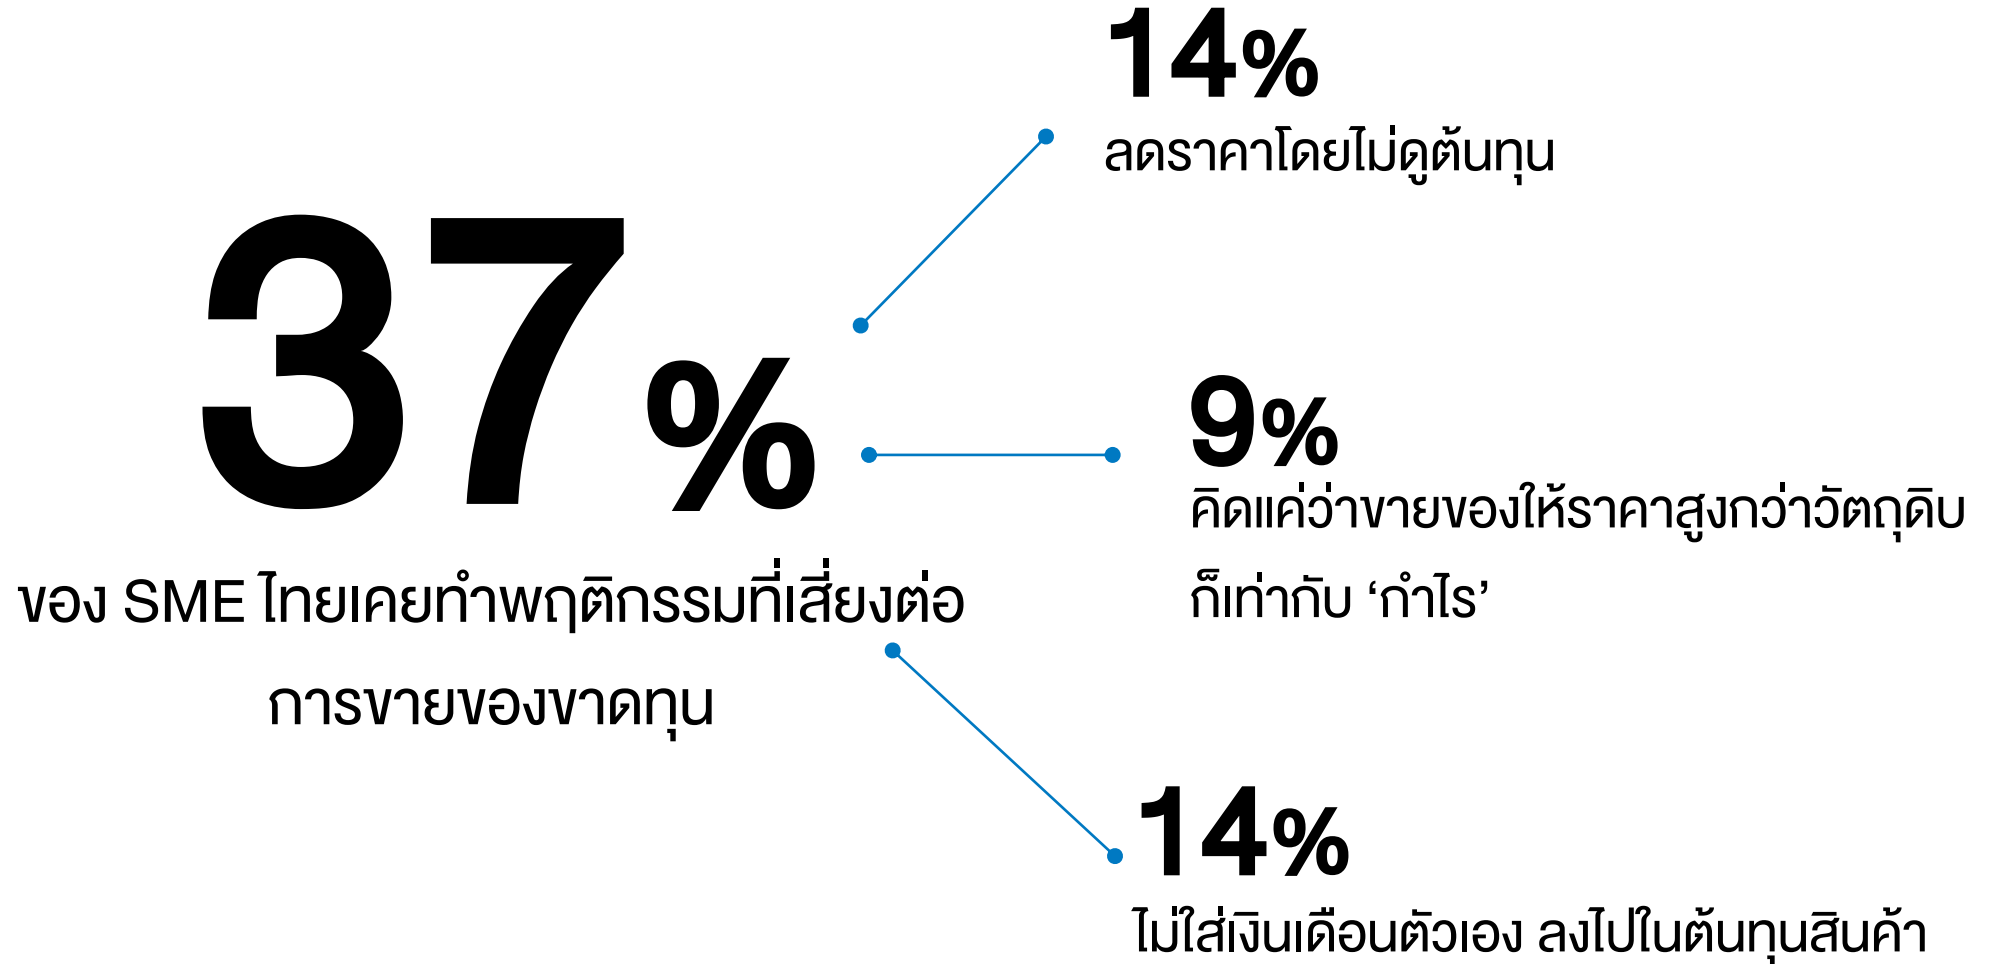 37%
ของ SME ไทยเคยทำพฤติกรรมที่เสี่ยงต่อ
การขายของขาดทุน
14%
ลดราคาโดยไม่ดูต้นทุน
9%
คิดแค่ว่าขายของให้ราคาสูงกว่าวัตถุดิบ
ก็เท่ากับ ‘กำไร’
14%
ไม่ใส่เงินเดือนตัวเอง ลงไปในต้นทุนสินค้า